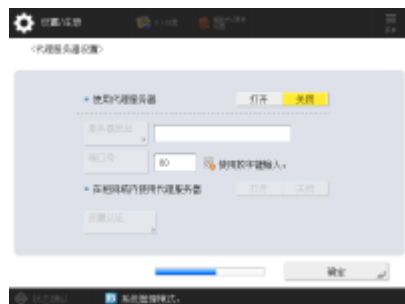 设置/注册
<代理服务器设置>
使用代理服务器
打开
关闭
服务器地址
端口号
80
使用数字键输入。
在相同域内使用代理服务器
打开
关闭
设置认证
确定
系统管理模式。